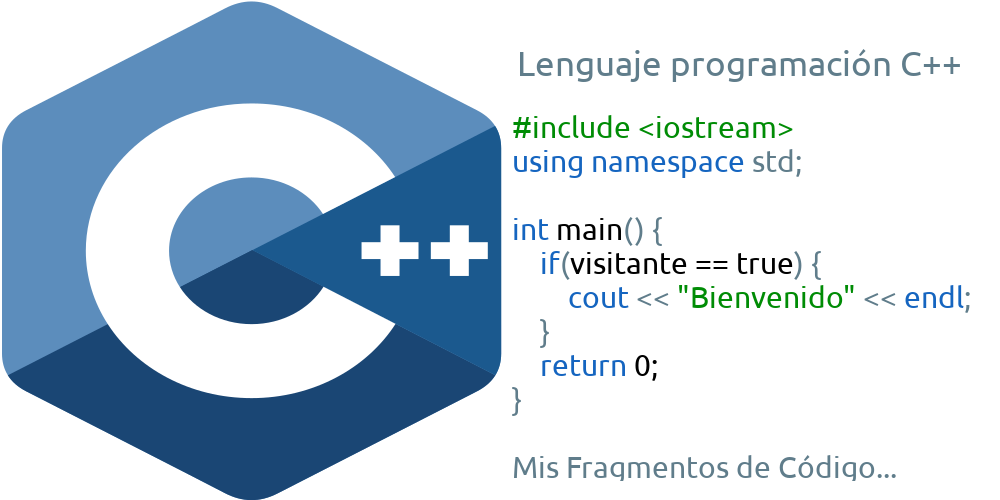 C++
Lenguaje programación C++
#include <iostream>
using namespace std;
int main() {
if(visitante == true) {
cout << "Bienvenido" << endl;
}
return 0;
}
Mis Fragmentos de Código...